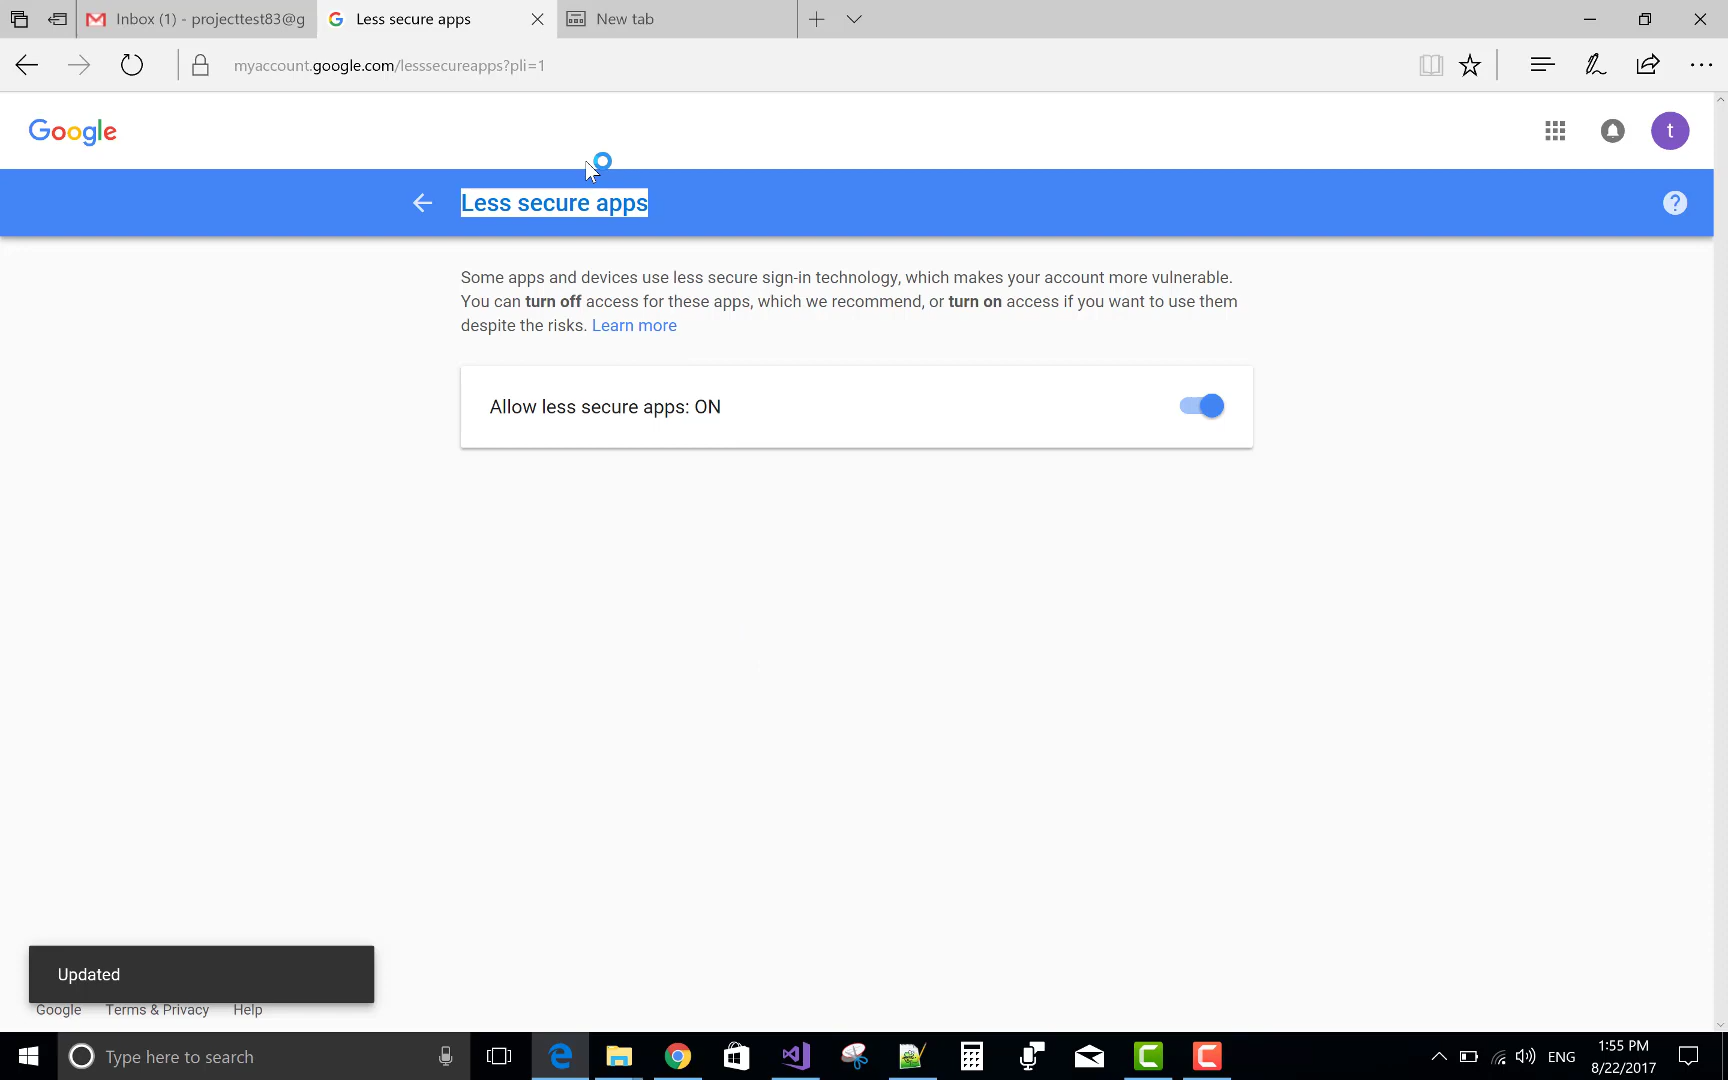 Inbox (1) - projecttest83@g
Less secure apps
New tab
myaccount.google.com/lesssecureapps?pli=1
Google
t
Less secure apps
?
Some apps and devices use less secure sign-in technology, which makes your account more vulnerable.
You can turn off access for these apps, which we recommend, or turn on access if you want to use them
despite the risks. Learn more
Allow less secure apps: ON
Updated
Google Terms & Privacy Help
Type here to search
ENG
1:55 PM
8/22/2017